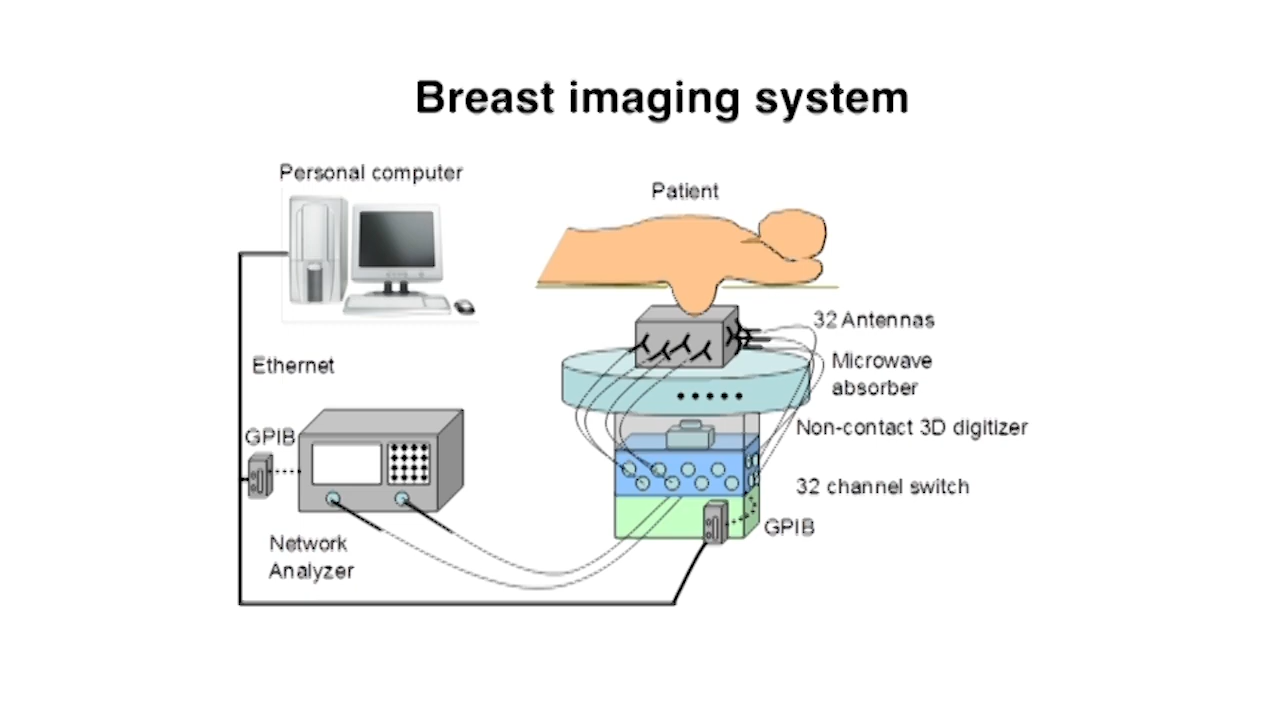 Breast imaging system
Personal computer
Patient
32 Antennas
Microwave
absorber
Ethernet
Non-contact 3D digitizer
GPIB
32 channel switch
GPIB
Network
Analyzer